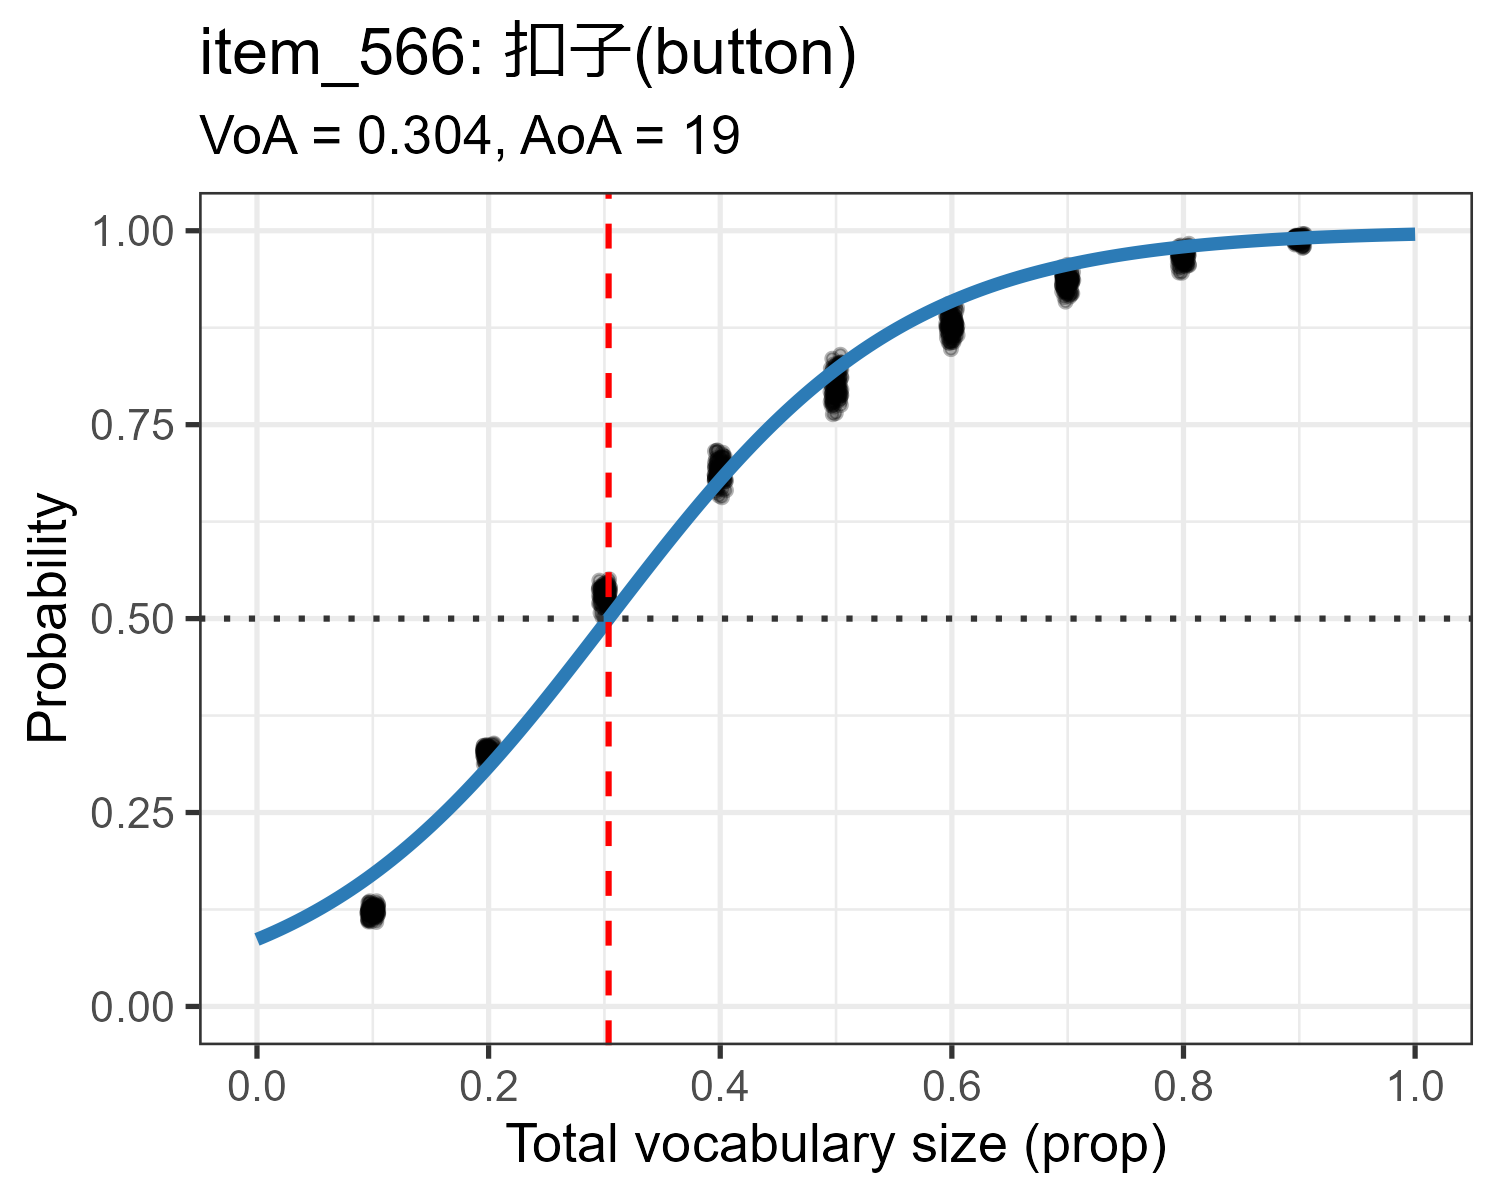 item_566: 扣子(button)
VoA = 0.304, AoA = 19
1.00
0.75
0.50
0.25
0.00
Probability
0.0 0.2 0.4 0.6 0.8 1.0
Total vocabulary size (prop)